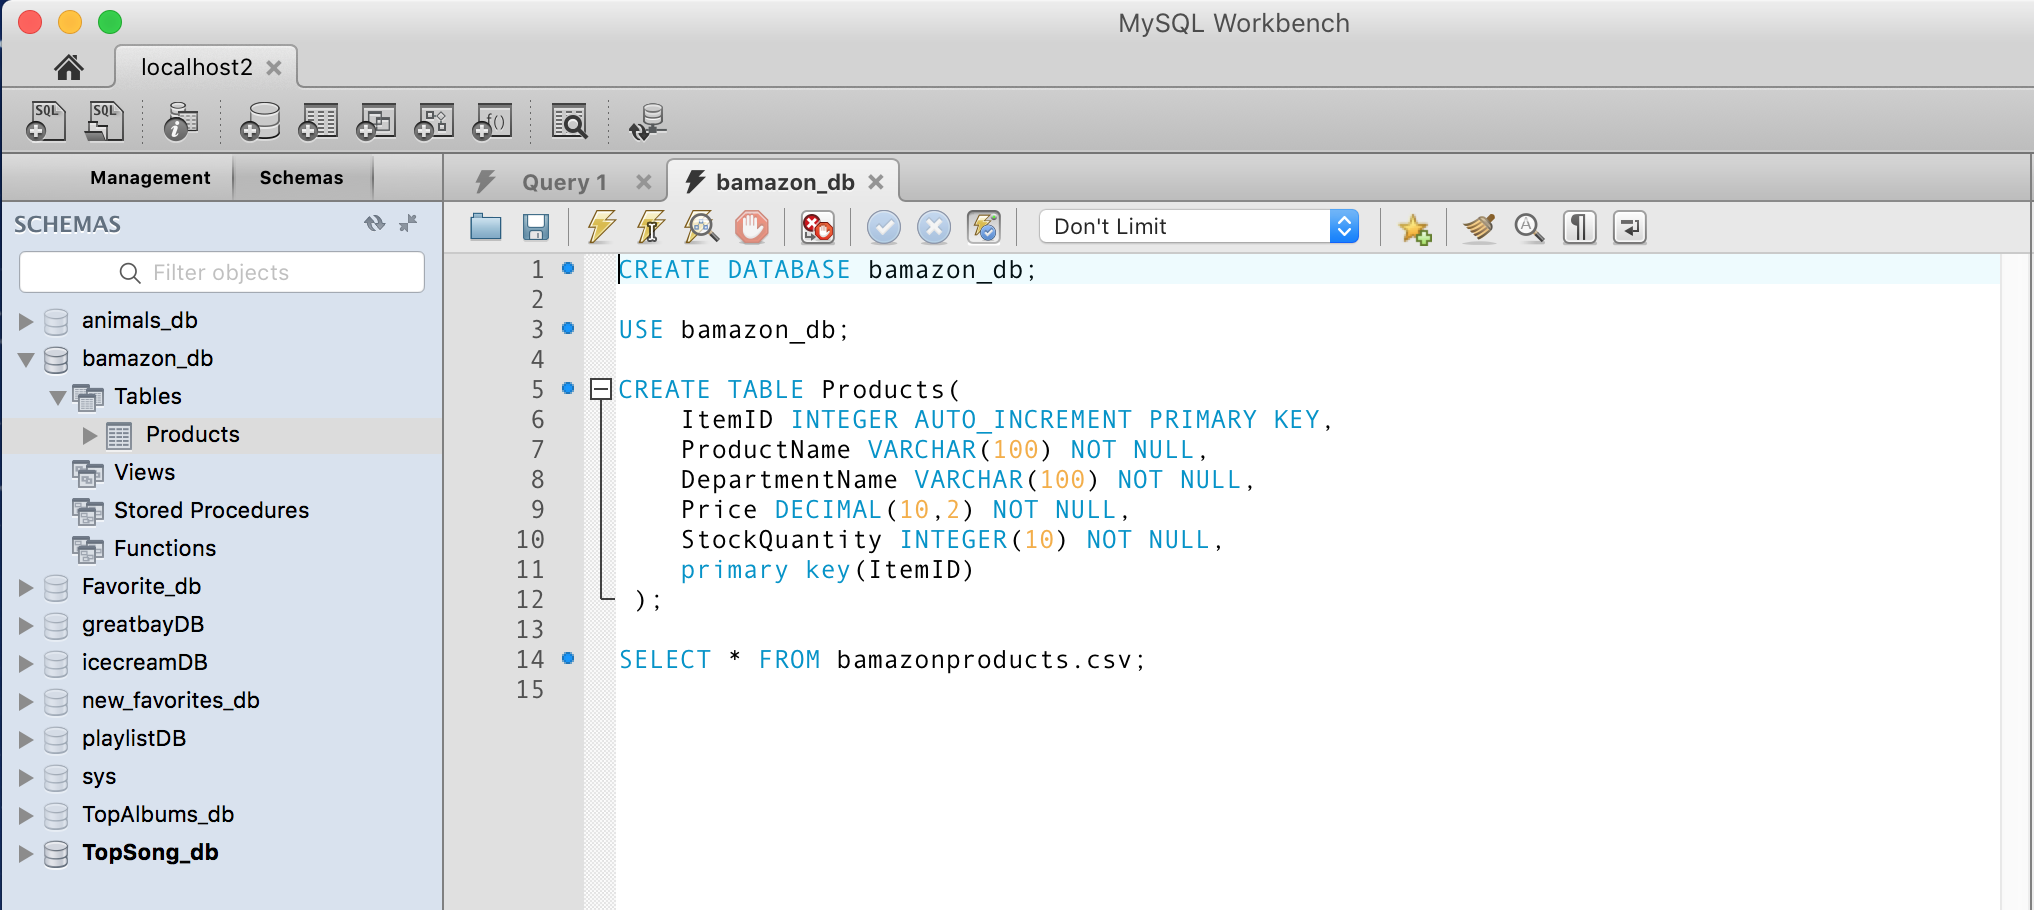 MySQL Workbench
localhost2
SQL SQL i f()
Management Schemas
SCHEMAS
Filter objects
animals_db
bamazon_db
Tables
Products
Views
Stored Procedures
Functions
Favorite_db
greatbayDB
icecreamDB
new_favorites_db
playlistDB
sys
TopAlbums_db
TopSong_db
Query 1 bamazon_db
Don't Limit
1 CREATE DATABASE bamazon_db;
2
3 USE bamazon_db;
4
5 CREATE TABLE Products(
6 ItemID INTEGER AUTO_INCREMENT PRIMARY KEY,
7 ProductName VARCHAR(100) NOT NULL,
8 DepartmentName VARCHAR(100) NOT NULL,
9 Price DECIMAL(10,2) NOT NULL,
10 StockQuantity INTEGER(10) NOT NULL,
11 primary key(ItemID)
12 );
13
14 SELECT * FROM bamazonproducts.csv;
15